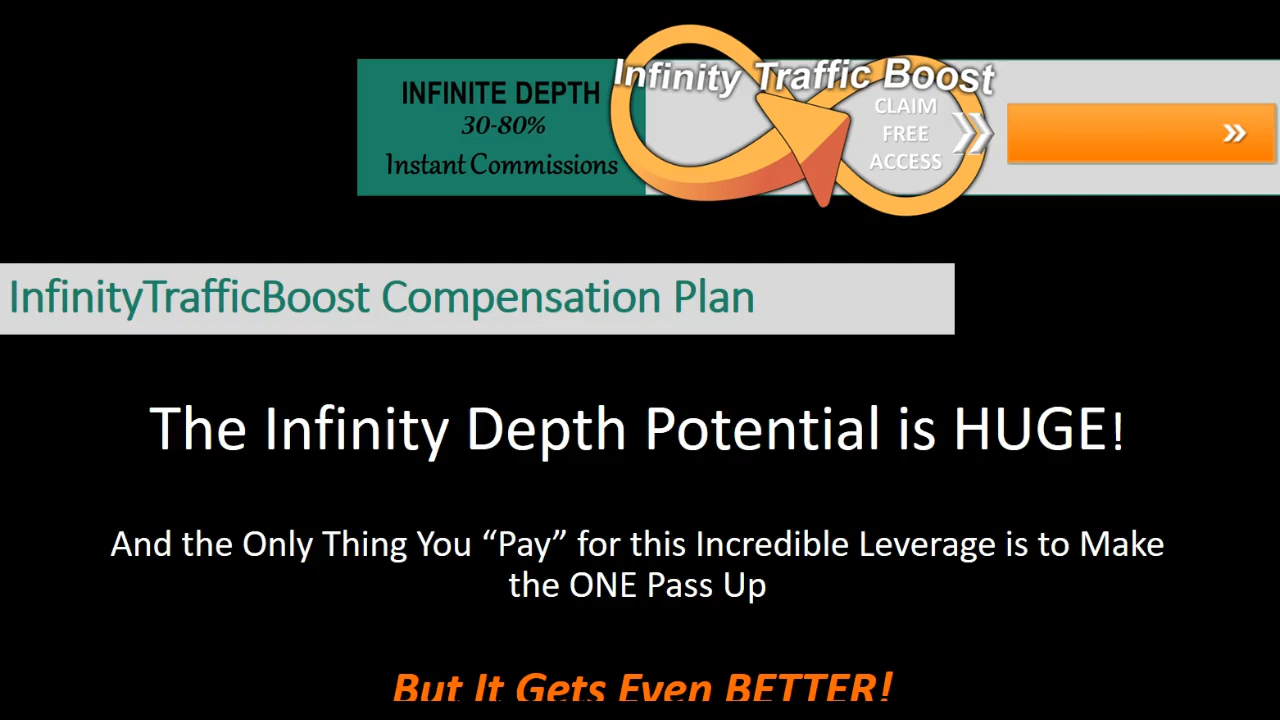 INFINITE DEPTH
30-80%
Instant Commissions
Infinity Traffic Boost
CLAIM
FREE
ACCESS
InfinityTrafficBoost Compensation Plan
The Infinity Depth Potential is HUGE!
And the Only Thing You “Pay” for this Incredible Leverage is to Make
the ONE Pass Up
But It Gets Even BETTER!